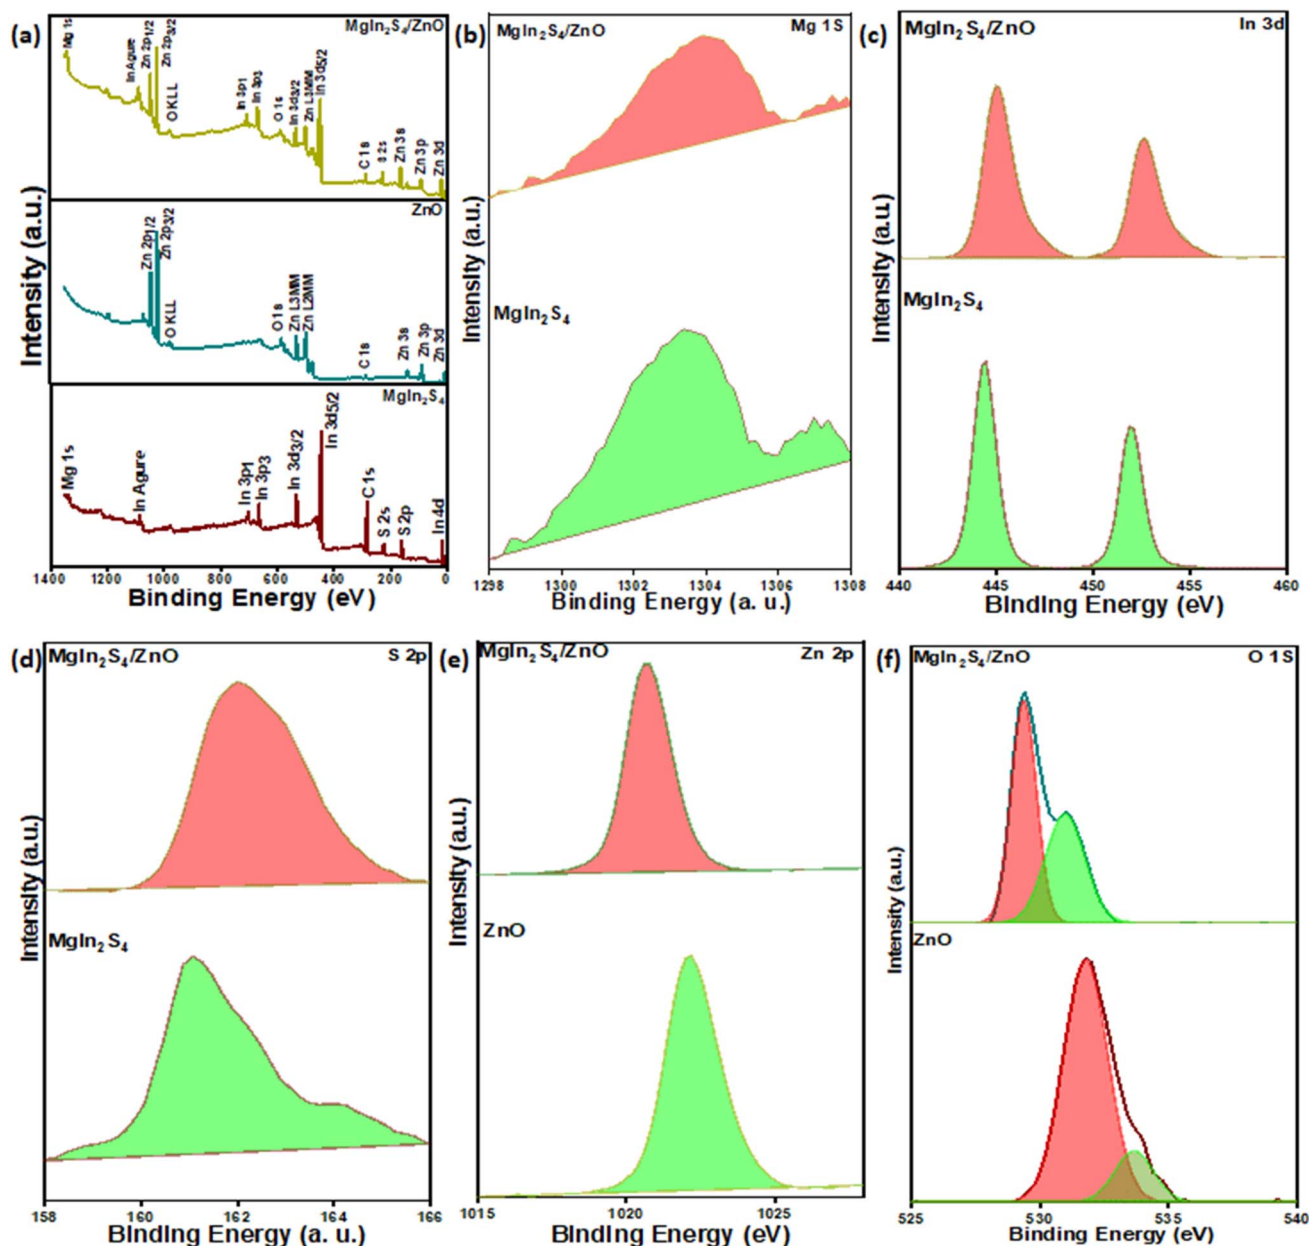 (a)
MgIn₂S₄/ZnO
Mg 1s
In Agure
Zn 2p1/2
Zn 2p3/2
O KLL
In 3p1
In 3p3
O 1s
In 3d3/2
Zn L3MM
In 3d5/2
C 1s
S 2s
Zn 3s
Zn 3p
Zn 3d
ZnO
Zn 2p1/2
Zn 2p3/2
O KLL
O 1s
Zn L3MM
Zn L2MM
C 1s
Zn 3s
Zn 3p
Zn 3d
MgIn₂S₄
Mg 1s
In Agure
In 3p1
In 3p3
In 3d3/2
In 3d5/2
C 1s
S 2s
S 2p
In4d
Intensity (a.u.)
1400 1200 1000 800 600 400 200 0
Binding Energy (eV)
(b)
MgIn₂S₄/ZnO
Mg 1S
MgIn₂S₄
Intensity (a.u.)
1298 1300 1302 1304 1306 1308
Binding Energy (a. u.)
(c)
MgIn₂S₄/ZnO
In 3d
MgIn₂S₄
Intensity (a.u.)
440 445 450 455 460
Binding Energy (eV)
(d)
MgIn₂S₄/ZnO
S 2p
MgIn₂S₄
Intensity (a.u.)
158 160 162 164 166
Binding Energy (a. u.)
(e)
MgIn₂S₄/ZnO
Zn 2p
ZnO
Intensity (a.u.)
1015 1020 1025
Binding Energy (eV)
(f)
MgIn₂S₄/ZnO
O 1S
ZnO
Intensity (a.u.)
525 530 535 540
Binding Energy (eV)